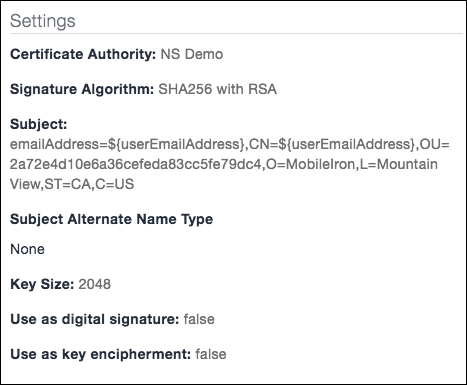 Settings
Certificate Authority: NS Demo
Signature Algorithm: SHA256 with RSA
Subject:
emailAddress=${userEmailAddress},CN=${userEmailAddress},OU=
2a72e4d10e6a36cefeda83cc5fe79dc4,O=MobileIron,L=Mountain
View,ST=CA,C=US
Subject Alternate Name Type
None
Key Size: 2048
Use as digital signature: false
Use as key encipherment: false